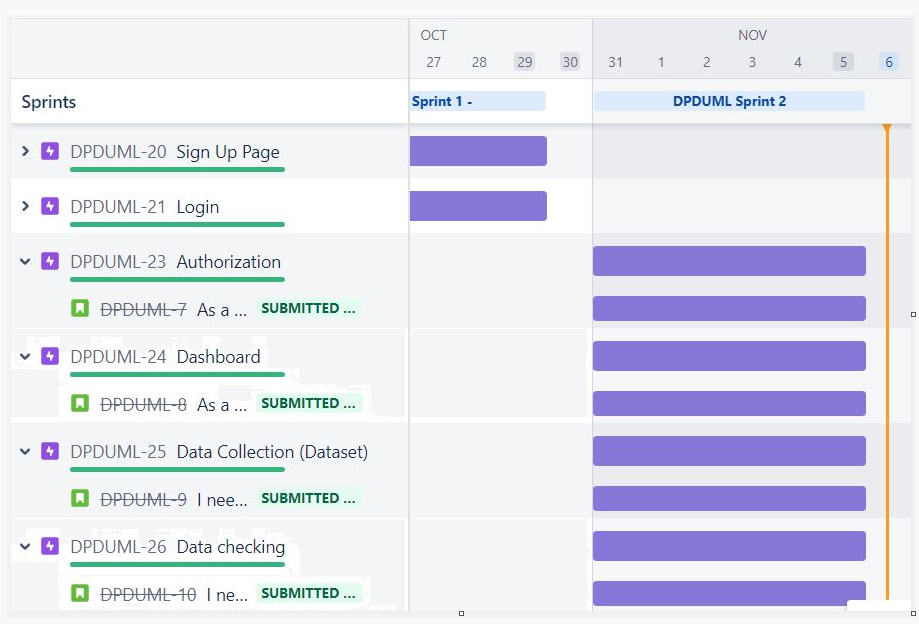 OCT NOV
27 28 29 30 31 1 2 3 4 5 6
Sprints Sprint 1 - DPDUML Sprint 2
DPDUML-20 Sign Up Page
DPDUML-21 Login
DPDUML-23 Authorization
DPDUML-7 As a ... SUBMITTED ...
DPDUML-24 Dashboard
DPDUML-8 As a ... SUBMITTED ...
DPDUML-25 Data Collection (Dataset)
DPDUML-9 I nee... SUBMITTED ...
DPDUML-26 Data checking
DPDUML-10 I ne... SUBMITTED ...